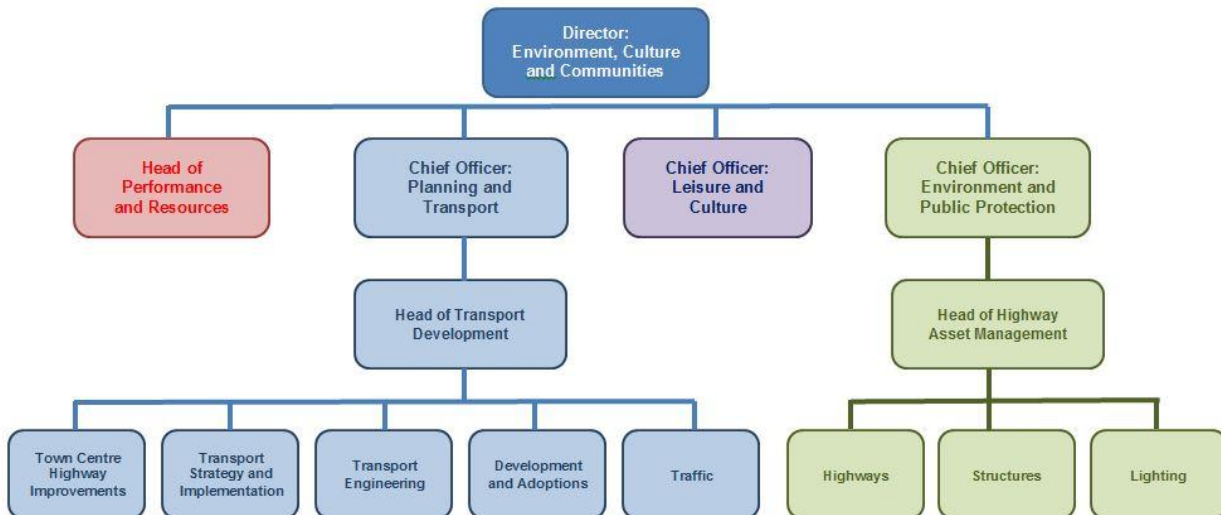 Director:
Environment, Culture
and Communities
Head of
Performance
and Resources
Chief Officer:
Planning and
Transport
Chief Officer:
Leisure and
Culture
Chief Officer:
Environment and
Public Protection
Head of Transport
Development
Head of Highway
Asset Management
Town Centre
Highway
Improvements
Transport
Strategy and
Implementation
Transport
Engineering
Development
and Adoptions
Traffic
Highways
Structures
Lighting